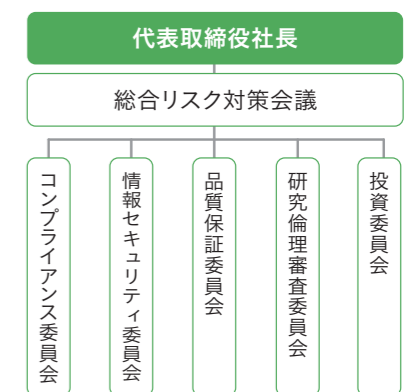 代表取締役社長
総合リスク対策会議
コンプライアンス委員会
情報セキュリティ委員会
品質保証委員会
研究倫理審査委員会
投資委員会